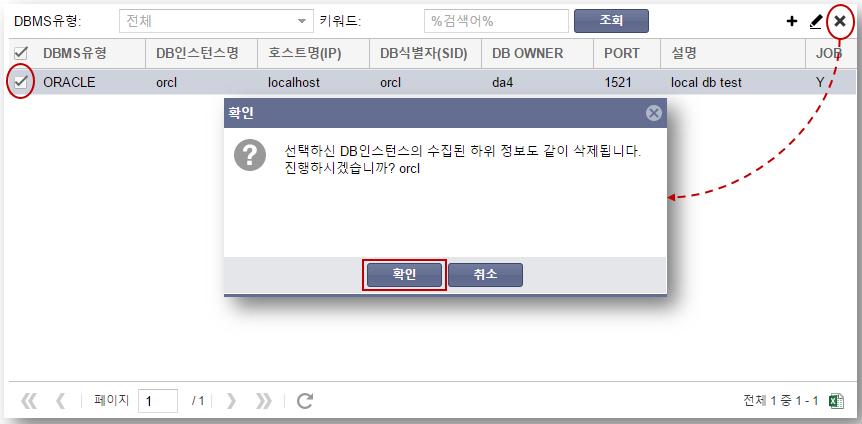 DBMS유형: 전체 키워드: %검색어% 조회
DBMS유형 DB인스턴스명 호스트명(IP) DB식별자(SID) DB OWNER PORT 설명 JOB
ORACLE orcl localhost orcl da4 1521 local db test Y
확인
선택하신 DB인스턴스의 수집된 하위 정보도 같이 삭제됩니다.
진행하시겠습니까? orcl
확인 취소
페이지 1 / 1 전체 1 중 1 - 1